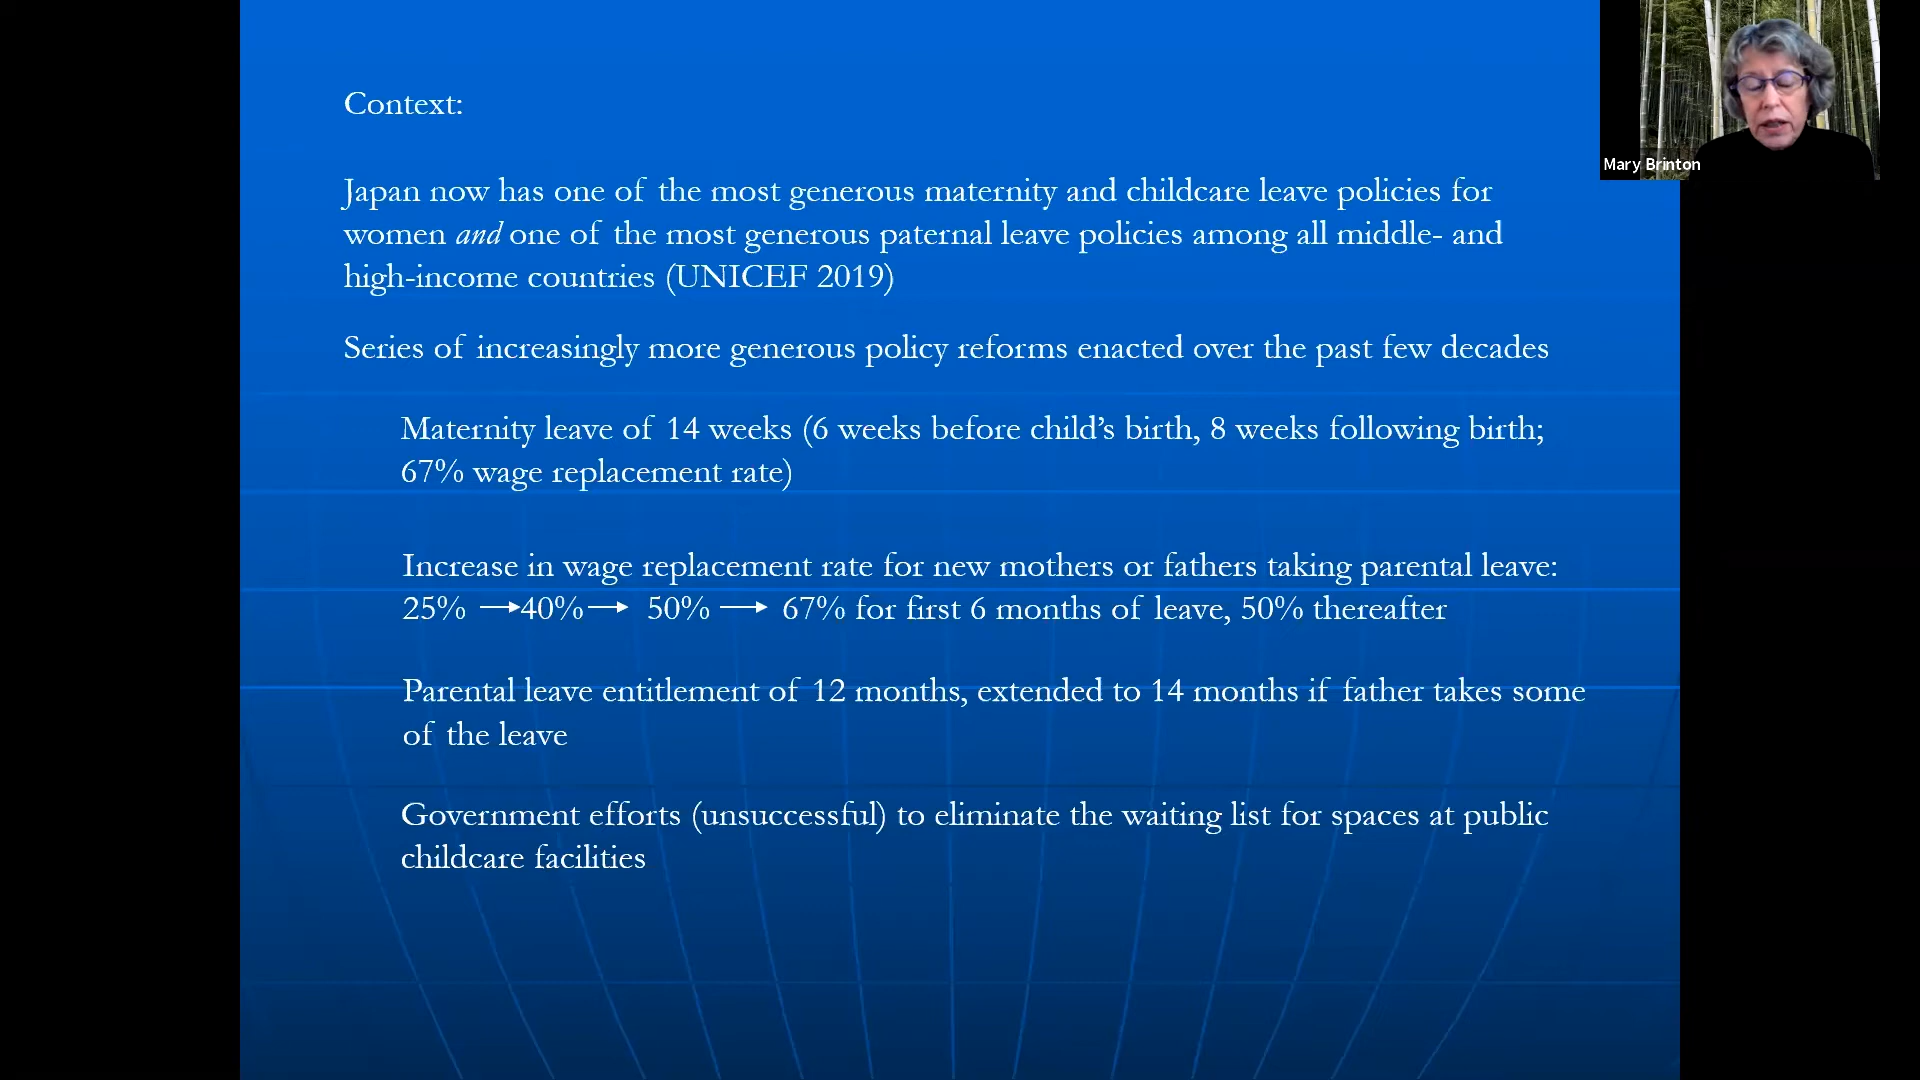 Context:
Japan now has one of the most generous maternity and childcare leave policies for
women and one of the most generous paternal leave policies among all middle- and
high-income countries (UNICEF 2019)
Series of increasingly more generous policy reforms enacted over the past few decades
Maternity leave of 14 weeks (6 weeks before child’s birth, 8 weeks following birth;
67% wage replacement rate)
Increase in wage replacement rate for new mothers or fathers taking parental leave:
25% → 40% → 50% → 67% for first 6 months of leave, 50% thereafter
Parental leave entitlement of 12 months, extended to 14 months if father takes some
of the leave
Government efforts (unsuccessful) to eliminate the waiting list for spaces at public
childcare facilities
Mary Brinton